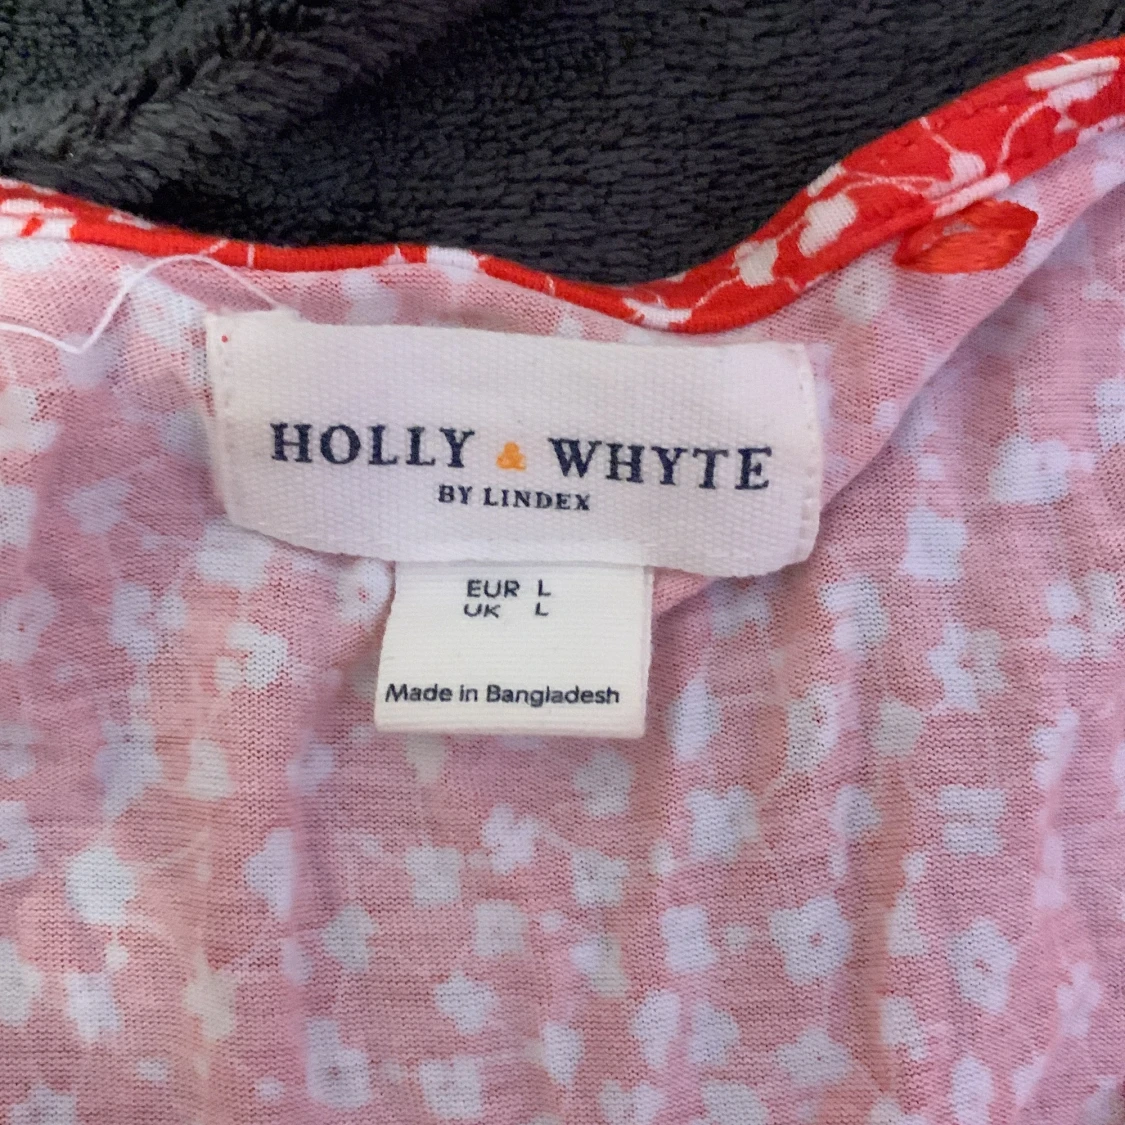 HOLLY & WHYTE
BY LINDEX
EUR L
UK L
Made in Bangladesh